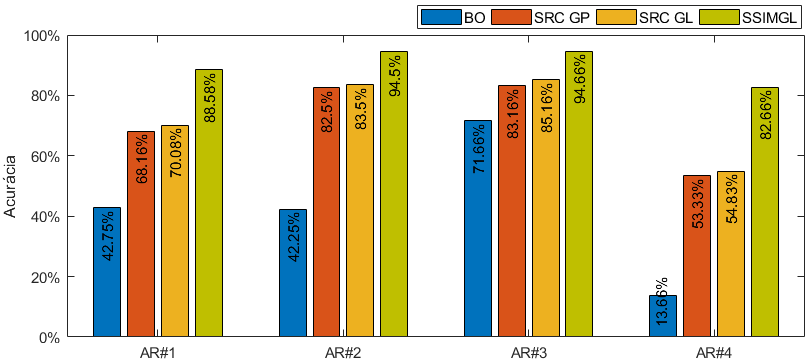 BO SRC GP SRC GL SSIMGL
100%
80%
60%
40%
20%
0%
Acurácia
42.75% 68.16% 70.08% 88.58%
42.25% 82.5% 83.5% 94.5%
71.66% 83.16% 85.16% 94.66%
13.66% 53.33% 54.83% 82.66%
AR#1 AR#2 AR#3 AR#4